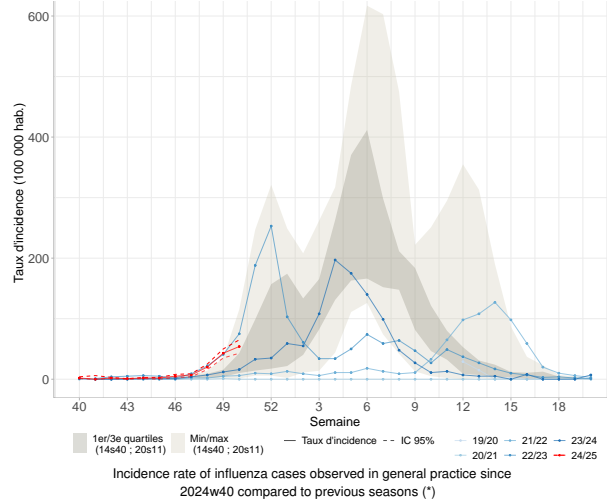 600
400
200
0
Taux d'incidence (100 000 hab.)
40 43 46 49 52 3 6 9 12 15 18
Semaine
1er/3e quartiles
(14s40 ; 20s11)
Min/max
(14s40 ; 20s11)
Taux d'incidence
IC 95%
19/20 21/22 23/24
20/21 22/23 24/25
Incidence rate of influenza cases observed in general practice since
2024w40 compared to previous seasons (*)